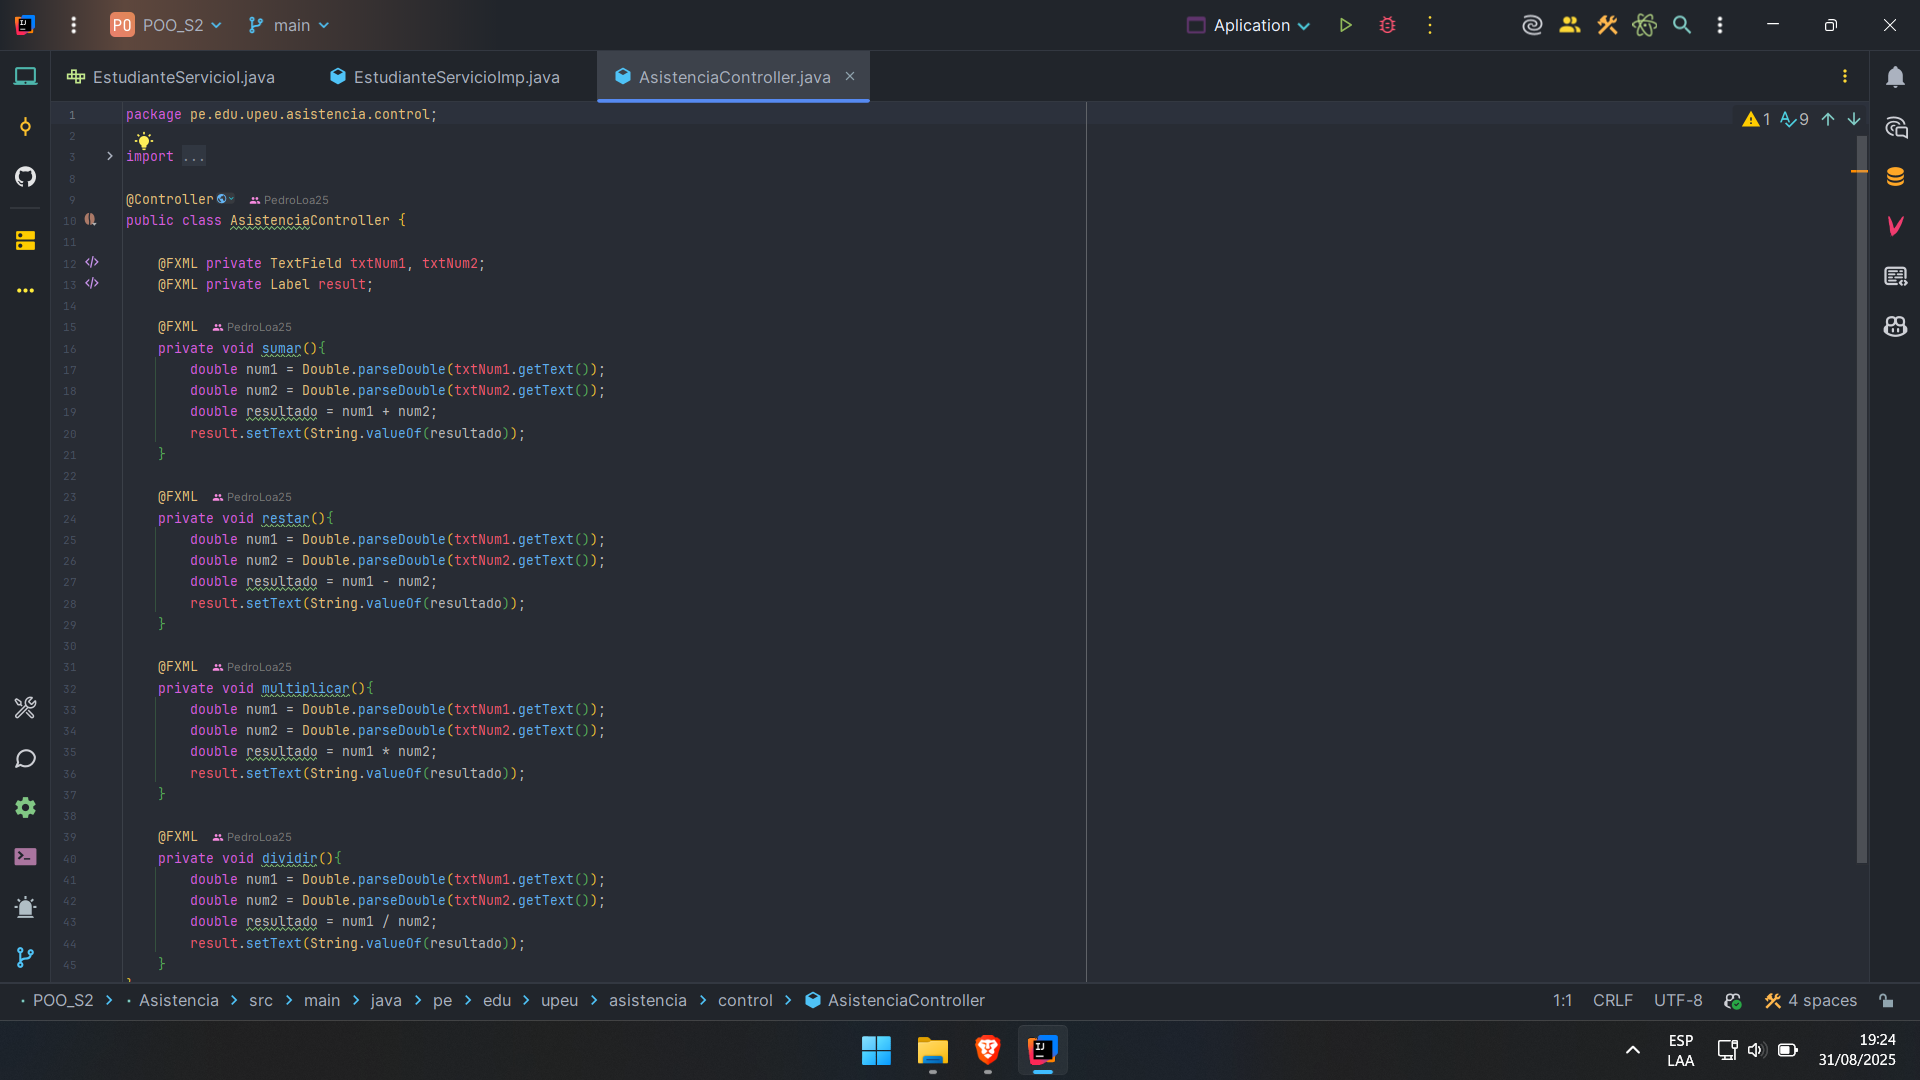 PO POO_S2 main Aplication
EstudianteServicioI.java EstudianteServicioImp.java AsistenciaController.java
1 package pe.edu.upeu.asistencia.control; 1 9
2
3 import ...
8
9 @Controller PedroLoa25
10 public class AsistenciaController {
11
12 @FXML private TextField txtNum1, txtNum2;
13 @FXML private Label result;
14
15 @FXML PedroLoa25
16 private void sumar(){
17 double num1 = Double.parseDouble(txtNum1.getText());
18 double num2 = Double.parseDouble(txtNum2.getText());
19 double resultado = num1 + num2;
20 result.setText(String.valueOf(resultado));
21 }
22
23 @FXML PedroLoa25
24 private void restar(){
25 double num1 = Double.parseDouble(txtNum1.getText());
26 double num2 = Double.parseDouble(txtNum2.getText());
27 double resultado = num1 - num2;
28 result.setText(String.valueOf(resultado));
29 }
30
31 @FXML PedroLoa25
32 private void multiplicar(){
33 double num1 = Double.parseDouble(txtNum1.getText());
34 double num2 = Double.parseDouble(txtNum2.getText());
35 double resultado = num1 * num2;
36 result.setText(String.valueOf(resultado));
37 }
38
39 @FXML PedroLoa25
40 private void dividir(){
41 double num1 = Double.parseDouble(txtNum1.getText());
42 double num2 = Double.parseDouble(txtNum2.getText());
43 double resultado = num1 / num2;
44 result.setText(String.valueOf(resultado));
45 }
POO_S2 > Asistencia > src > main > java > pe > edu > upeu > asistencia > control > AsistenciaController 1:1 CRLF UTF-8 4 spaces
ESP
LAA
19:24
31/08/2025